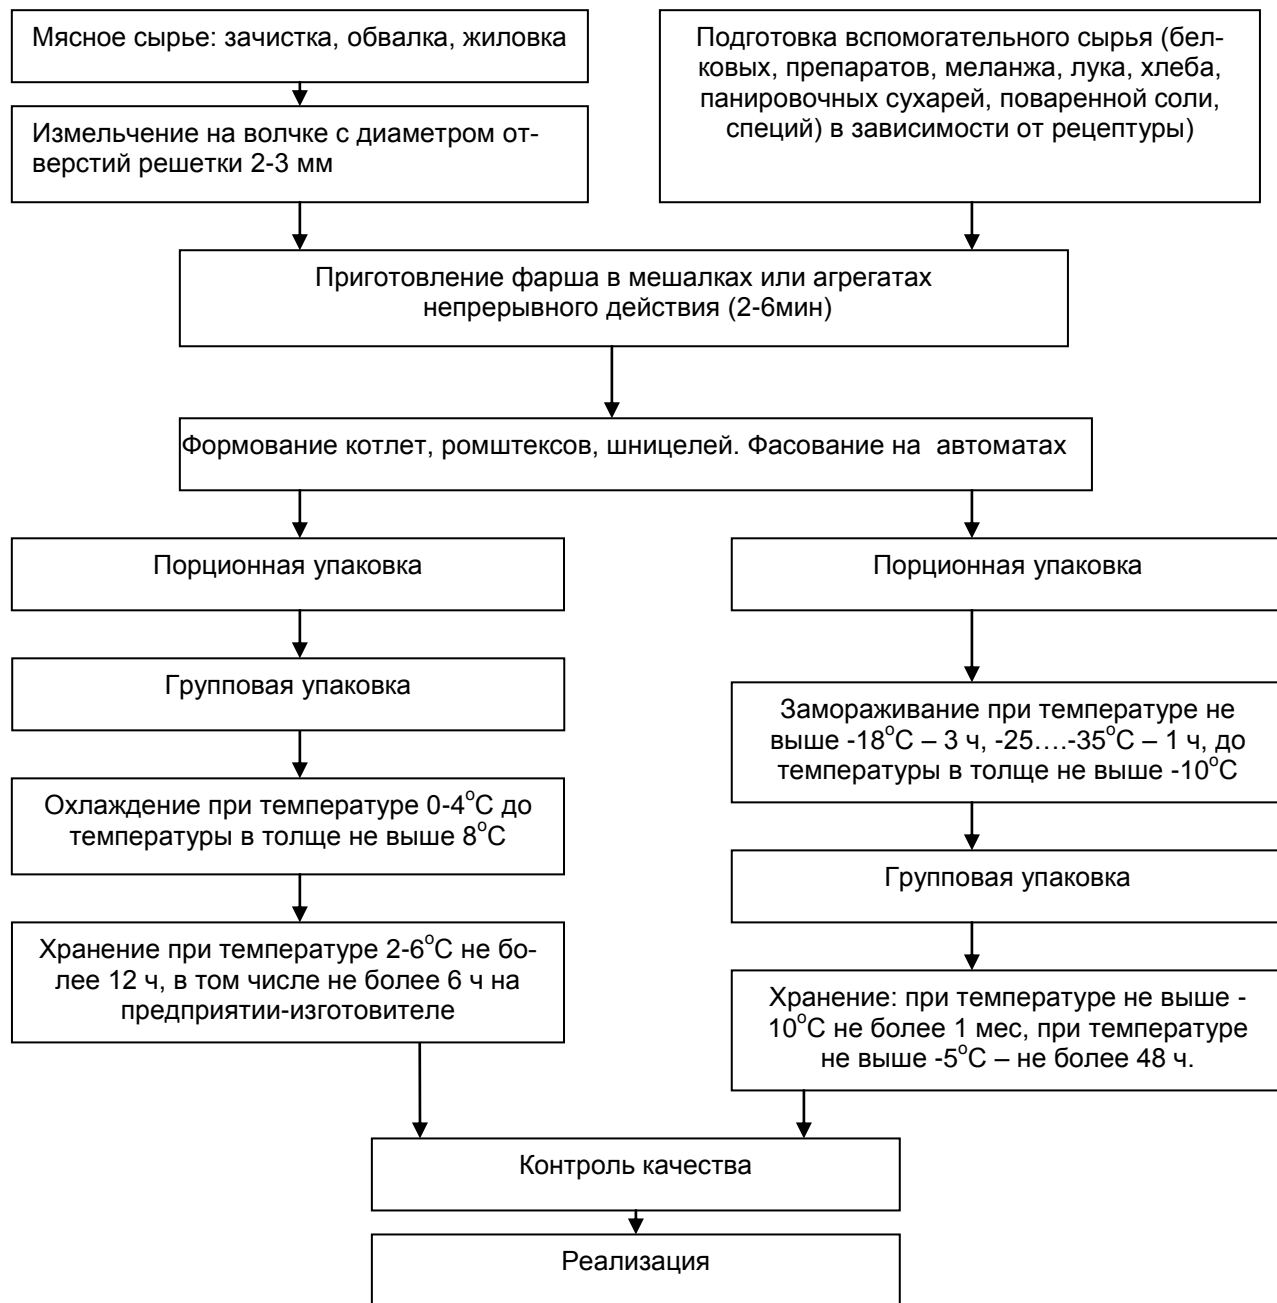 Мясное сырье: зачистка, обвалка, жиловка
Измельчение на волчке с диаметром от-
верстий решетки 2-3 мм
Подготовка вспомогательного сырья (бел-
ковых, препаратов, меланжа, лука, хлеба,
панировочных сухарей, поваренной соли,
специй) в зависимости от рецептуры)
Приготовление фарша в мешалках или агрегатах
непрерывного действия (2-6мин)
Формование котлет, ромштексов, шницелей. Фасование на автоматах
Порционная упаковка
Групповая упаковка
Охлаждение при температуре 0-4°С до
температуры в толще не выше 8°С
Хранение при температуре 2-6°С не бо-
лее 12 ч, в том числе не более 6 ч на
предприятии-изготовителе
Порционная упаковка
Замораживание при температуре не
выше -18°С – 3 ч, -25….-35°С – 1 ч, до
температуры в толще не выше -10°С
Групповая упаковка
Хранение: при температуре не выше -
10°С не более 1 мес, при температуре
не выше -5°С – не более 48 ч.
Контроль качества
Реализация